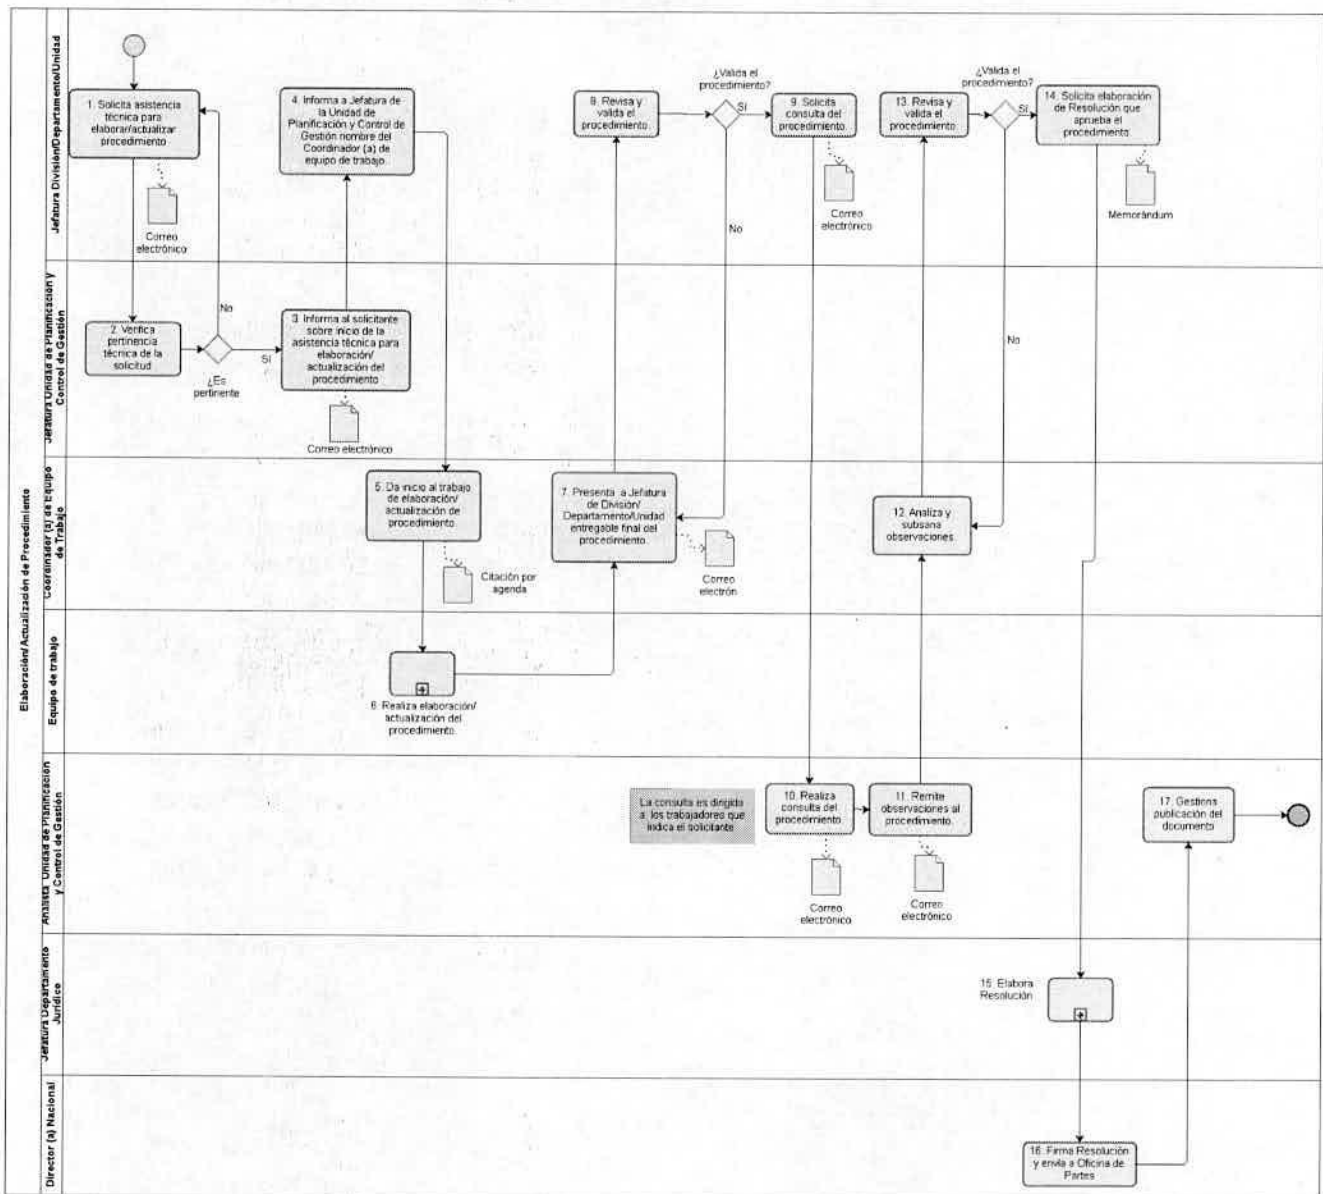 Elaboración/Actualización de Procedimiento
Jefatura División/Departamento/Unidad
1. Solicita asistencia
técnica para
elaborar/actualizar
procedimiento.
Correo
electrónico
4. Informa a Jefatura de
la Unidad de
Planificación y Control de
Gestión nombre del
Coordinador (a) de
equipo de trabajo.
8. Revisa y
valida el
procedimiento.
¿Valida el
procedimiento?
Sí
No
9. Solicita
consulta del
procedimiento.
Correo
electrónico
13. Revisa y
valida el
procedimiento.
¿Valida el
procedimiento?
Sí
No
14. Solicita elaboración
de Resolución que
aprueba el
procedimiento.
Memorándum
Jefatura Unidad de Planificación y
Control de Gestión
2. Verifica
pertinencia
técnica de la
solicitud
No
Sí
¿Es
pertinente
3. Informa al solicitante
sobre inicio de la
asistencia técnica para
elaboración/
actualización del
procedimiento
Correo electrónico
Coordinador (a) de Equipo
de Trabajo
5. Da inicio al trabajo
de elaboración/
actualización de
procedimiento.
Citación por
agenda
7. Presenta a Jefatura
de División/
Departamento/Unidad
entregable final del
procedimiento.
Correo
electrón
12. Analiza y
subsana
observaciones.
Equipo de trabajo
6. Realiza elaboración/
actualización del
procedimiento.
Analista Unidad de Planificación
y Control de Gestión
La consulta es dirigida
a los trabajadores que
indica el solicitante
10. Realiza
consulta del
procedimiento.
Correo
electrónico
11. Remite
observaciones al
procedimiento.
Correo
electrónico
17. Gestiona
publicación del
documento
Jefatura Departamento
Jurídico
15. Elabora
Resolución
Director (a) Nacional
16. Firma Resolución
y envía a Oficina de
Partes